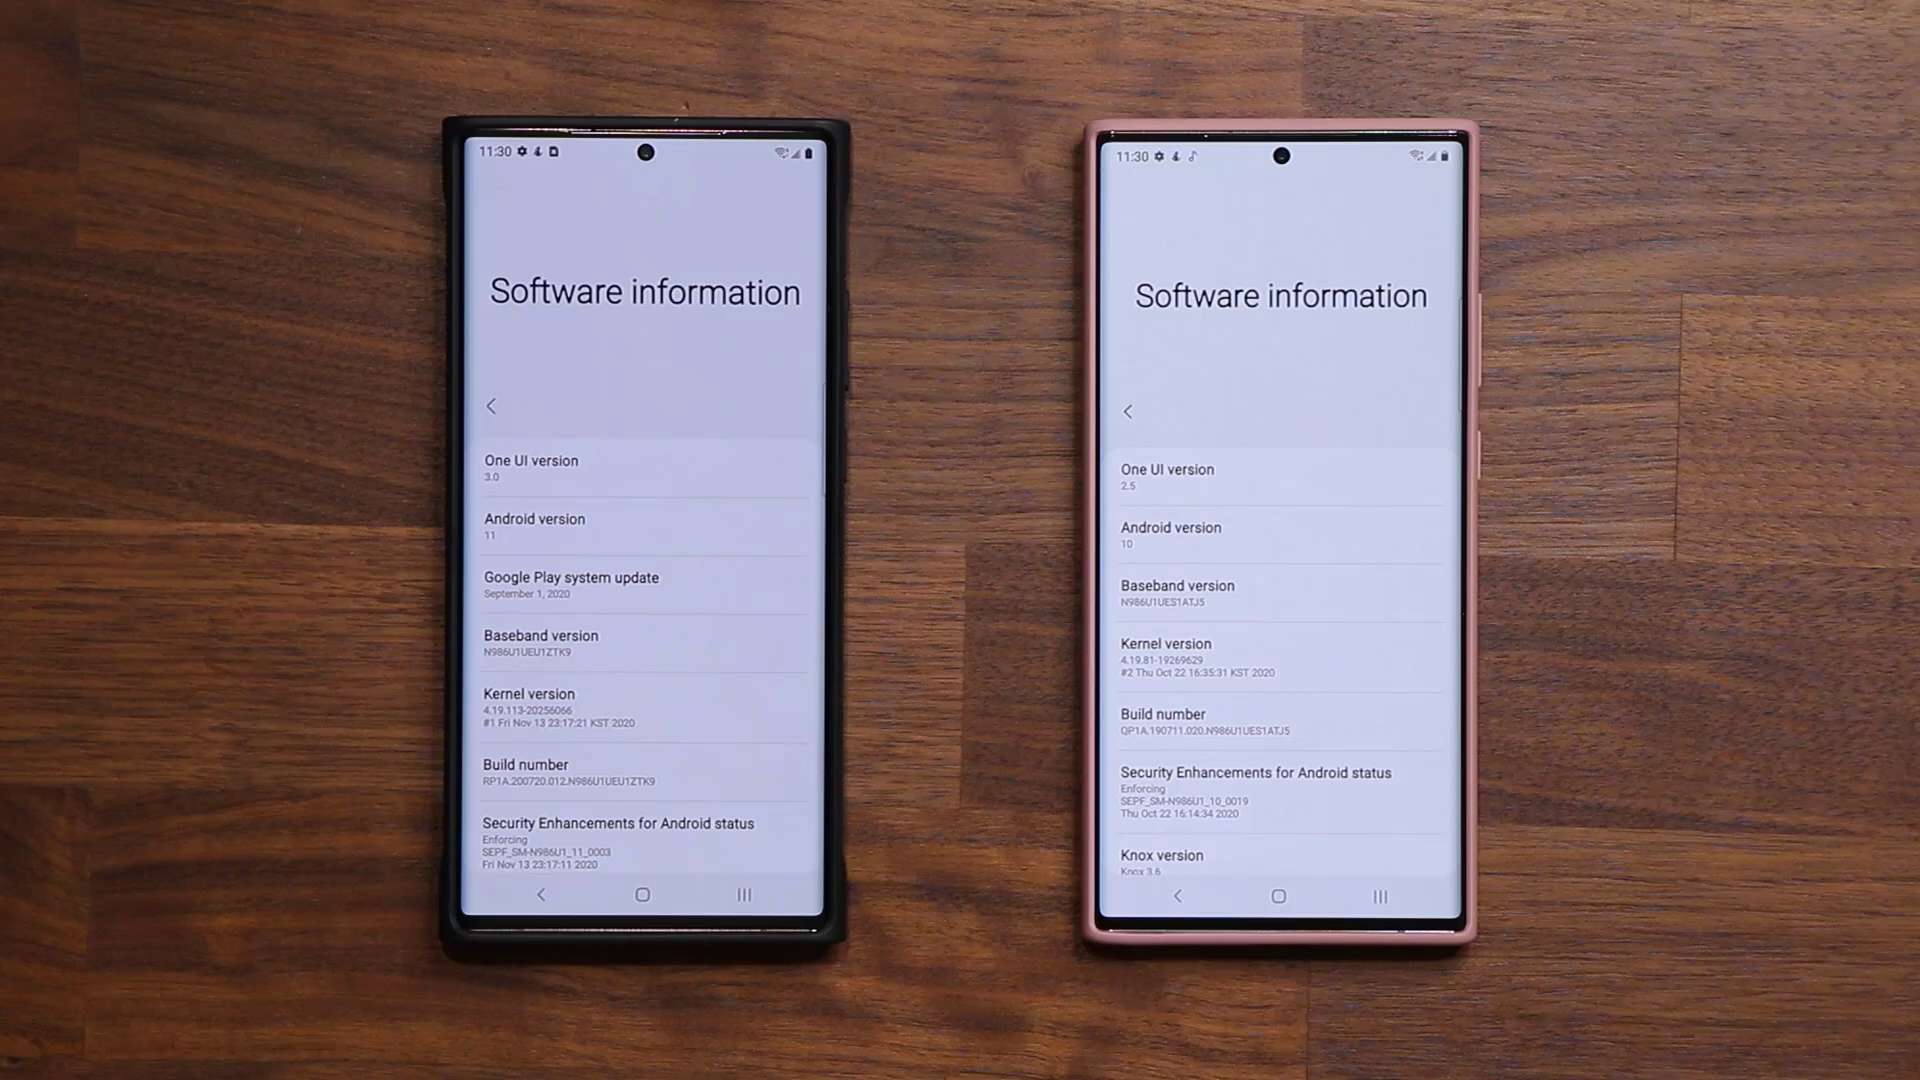 11:30
Software information
One UI version
3.0
Android version
11
Google Play system update
September 1, 2020
Baseband version
N986U1UEU1ZTK9
Kernel version
4.19.113-20256066
#1 Fri Nov 13 23:17:21 KST 2020
Build number
RP1A.200720.012.N986U1UEU1ZTK9
Security Enhancements for Android status
Enforcing
SEPF_SM-N986U1_11_0003
Fri Nov 13 23:17:11 2020
11:30
Software information
One UI version
2.5
Android version
10
Baseband version
N986U1UES1ATJ5
Kernel version
4.19.81-19269629
#2 Thu Oct 22 16:35:31 KST 2020
Build number
QP1A.190711.020.N986U1UES1ATJ5
Security Enhancements for Android status
Enforcing
SEPF_SM-N986U1_10_0019
Thu Oct 22 16:14:34 2020
Knox version
Knox 3.6